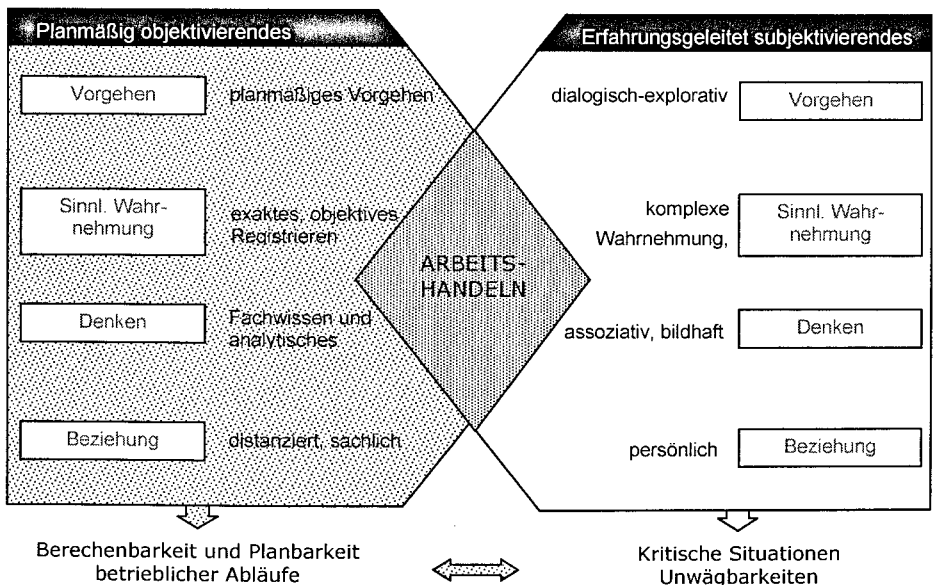 Planmäßig objektivierendes
Vorgehen
planmäßiges Vorgehen
Sinnl. Wahr-
nehmung
exaktes, objektives
Registrieren
Denken
Fachwissen und
analytisches
Beziehung
distanziert, sachlich
Berechenbarkeit und Planbarkeit
betrieblicher Abläufe
ARBEITS-
HANDELN
Erfahrungsgeleitet subjektivierendes
dialogisch-explorativ
Vorgehen
komplexe
Wahrnehmung,
Sinnl. Wahr-
nehmung
assoziativ, bildhaft
Denken
persönlich
Beziehung
Kritische Situationen
Unwägbarkeiten